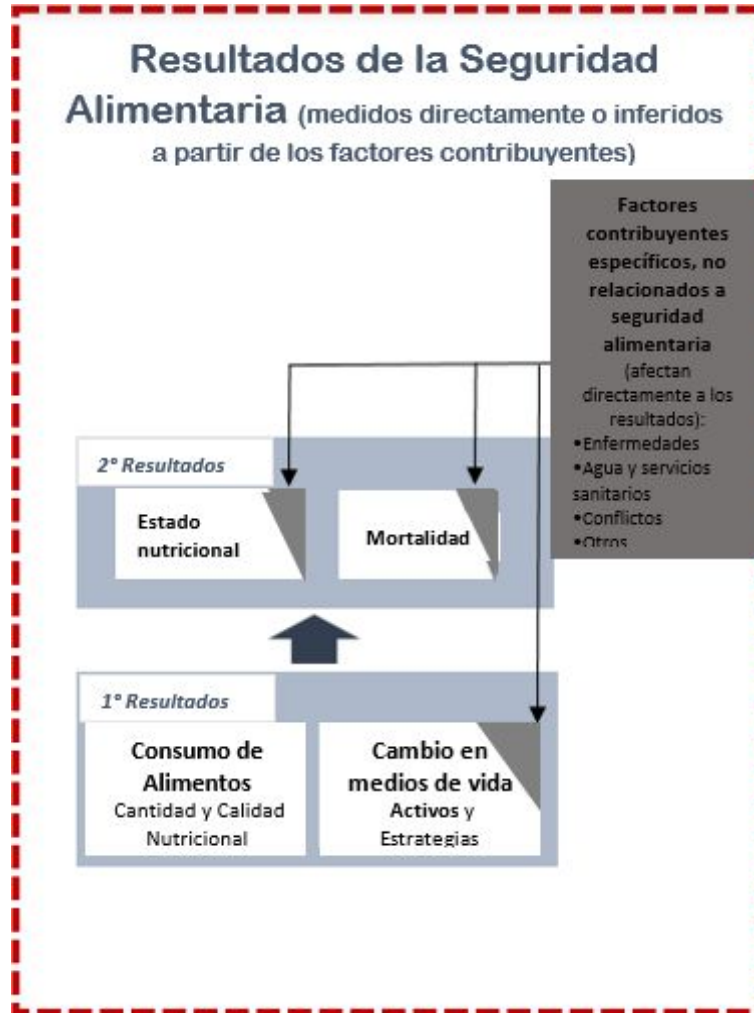 Resultados de la Seguridad
Alimentaria (medidos directamente o inferidos
a partir de los factores contribuyentes)
Factores
contribuyentes
específicos, no
relacionados a
seguridad
alimentaria
(afectan
directamente a los
resultados):
•Enfermedades
•Agua y servicios
sanitarios
•Conflictos
•Otros
2° Resultados
Estado
nutricional
Mortalidad
1° Resultados
Consumo de
Alimentos
Cantidad y Calidad
Nutricional
Cambio en
medios de vida
Activos y
Estrategias